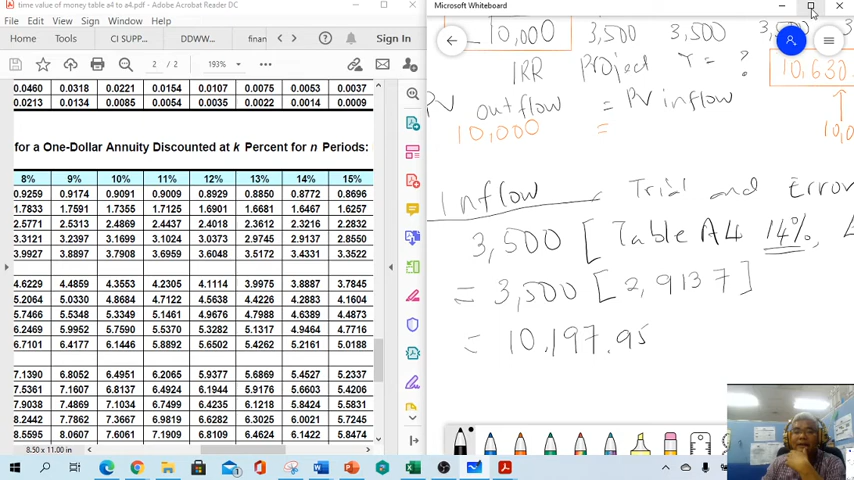 time value of money table a4 to a4.pdf - Adobe Acrobat Reader DC
File Edit View Sign Window Help
Home Tools CI SUPP... DDWW... finan Sign In
2 / 2 193%
0.0460 0.0318 0.0221 0.0154 0.0107 0.0075 0.0053 0.0037
0.0213 0.0134 0.0085 0.0054 0.0035 0.0022 0.0014 0.0009
for a One-Dollar Annuity Discounted at k Percent for n Periods:
8% 9% 10% 11% 12% 13% 14% 15%
0.9259 0.9174 0.9091 0.9009 0.8929 0.8850 0.8772 0.8696
1.7833 1.7591 1.7355 1.7125 1.6901 1.6681 1.6467 1.6257
2.5771 2.5313 2.4869 2.4437 2.4018 2.3612 2.3216 2.2832
3.3121 3.2397 3.1699 3.1024 3.0373 2.9745 2.9137 2.8550
3.9927 3.8897 3.7908 3.6959 3.6048 3.5172 3.4331 3.3522
4.6229 4.4859 4.3553 4.2305 4.1114 3.9975 3.8887 3.7845
5.2064 5.0330 4.8684 4.7122 4.5638 4.4226 4.2883 4.1604
5.7466 5.5348 5.3349 5.1461 4.9676 4.7988 4.6389 4.4873
6.2469 5.9952 5.7590 5.5370 5.3282 5.1317 4.9464 4.7716
6.7101 6.4177 6.1446 5.8892 5.6502 5.4262 5.2161 5.0188
7.1390 6.8052 6.4951 6.2065 5.9377 5.6869 5.4527 5.2337
7.5361 7.1607 6.8137 6.4924 6.1944 5.9176 5.6603 5.4206
7.9038 7.4869 7.1034 6.7499 6.4235 6.1218 5.8424 5.5831
8.2442 7.7862 7.3667 6.9819 6.6282 6.3025 6.0021 5.7245
8.5595 8.0607 7.6061 7.1909 6.8109 6.4624 6.1422 5.8474
8.50 x 11.00 in
Microsoft Whiteboard
10,000 3,500 3,500 3,500
IRR Project Y = ? 10,630.
PV outflow = PV inflow
10,000 = 10,0
Inflow Trial and Error
3,500 [ Table A4 14%,
= 3,500 [ 2,9137 ]
= 10,197.95